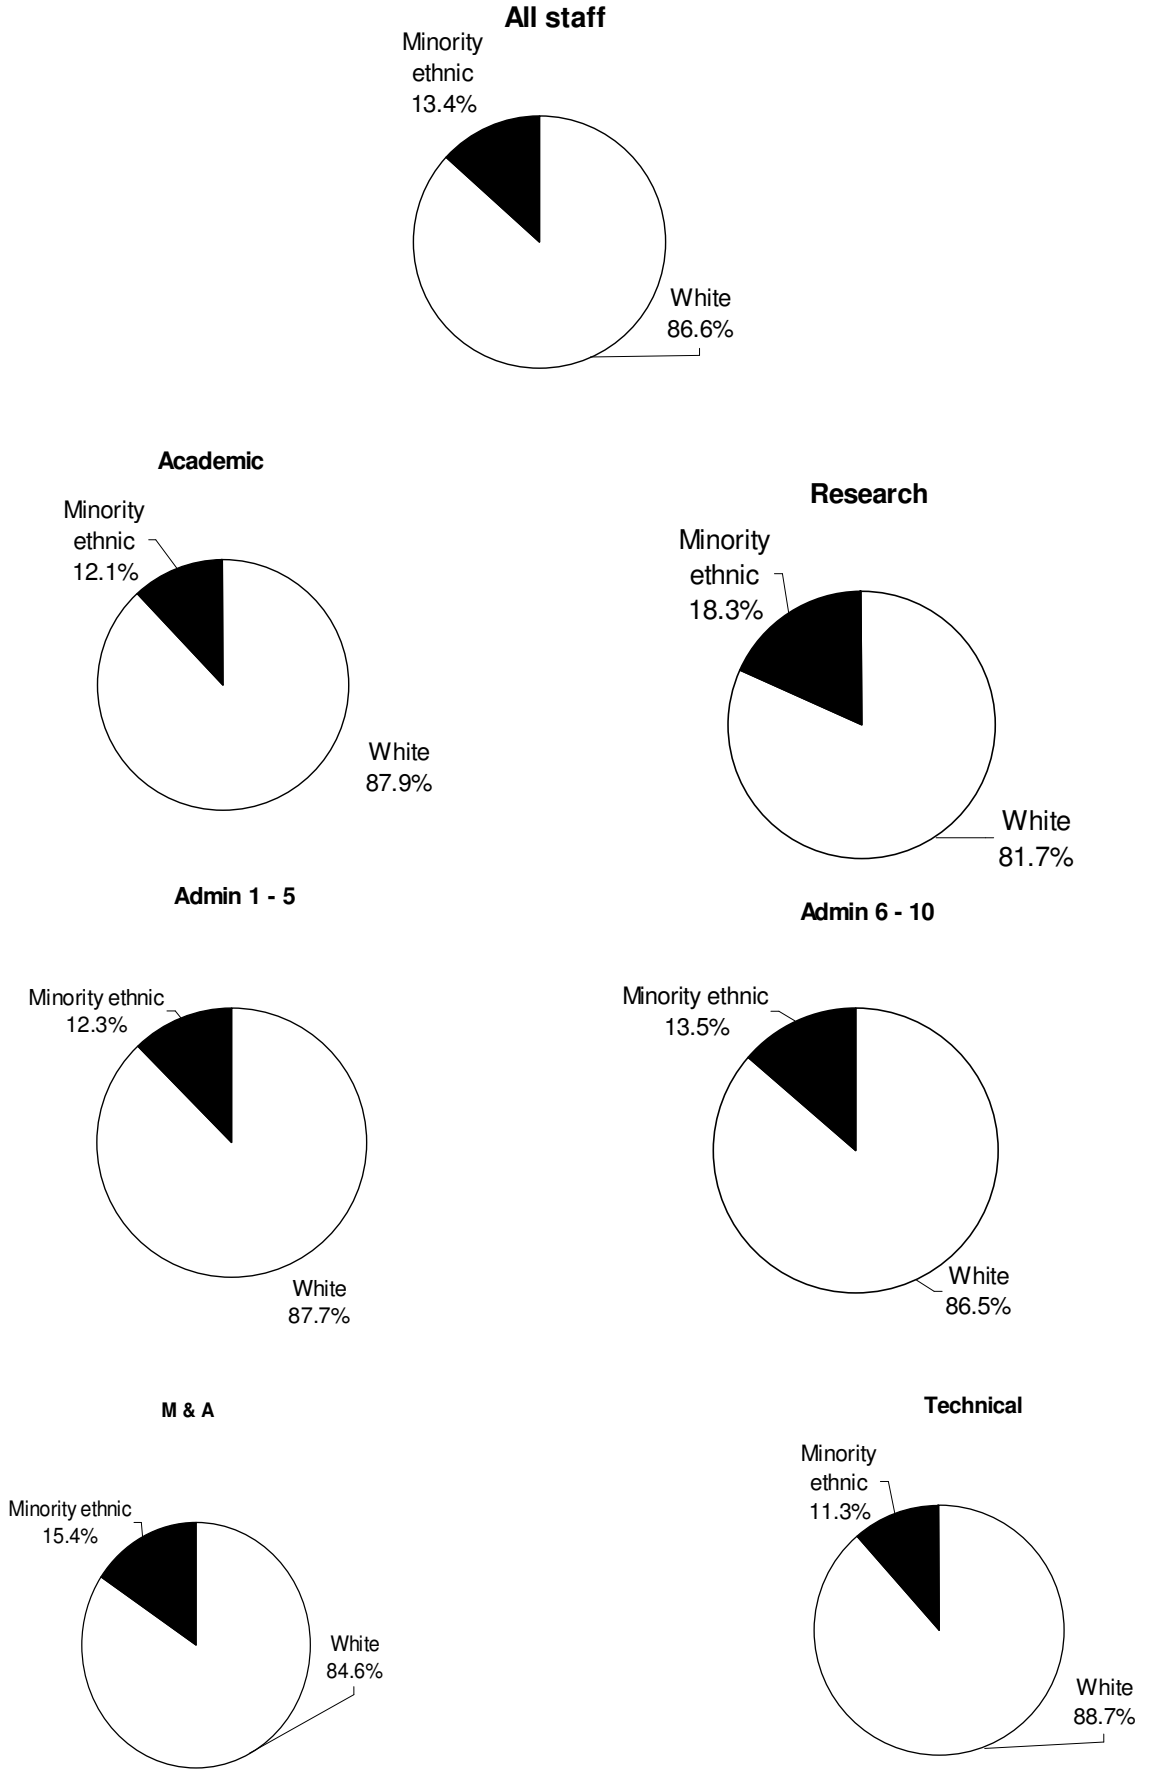 All staff
Minority
ethnic
13.4%
White
86.6%
Academic
Minority
ethnic
12.1%
White
87.9%
Research
Minority
ethnic
18.3%
White
81.7%
Admin 1 - 5
Minority ethnic
12.3%
White
87.7%
Admin 6 - 10
Minority ethnic
13.5%
White
86.5%
M & A
Minority ethnic
15.4%
White
84.6%
Technical
Minority
ethnic
11.3%
White
88.7%